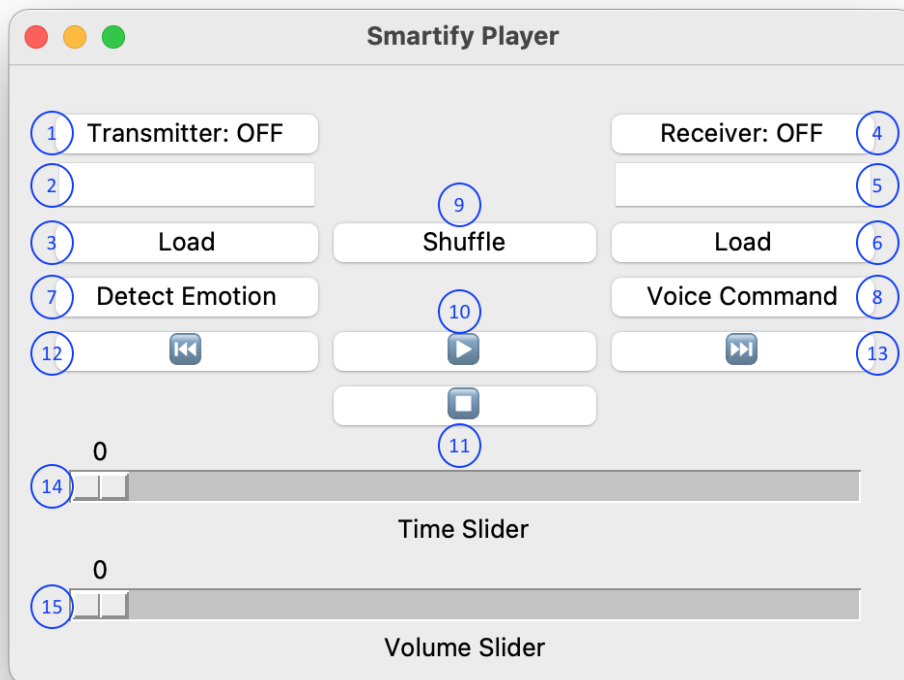 Smartify Player
1 Transmitter: OFF Receiver: OFF 4
2 5
9
3 Load Shuffle Load 6
7 Detect Emotion Voice Command 8
10
12 ⏮ ▶ ⏭ 13
⏹
11
0
14
Time Slider
0
15
Volume Slider